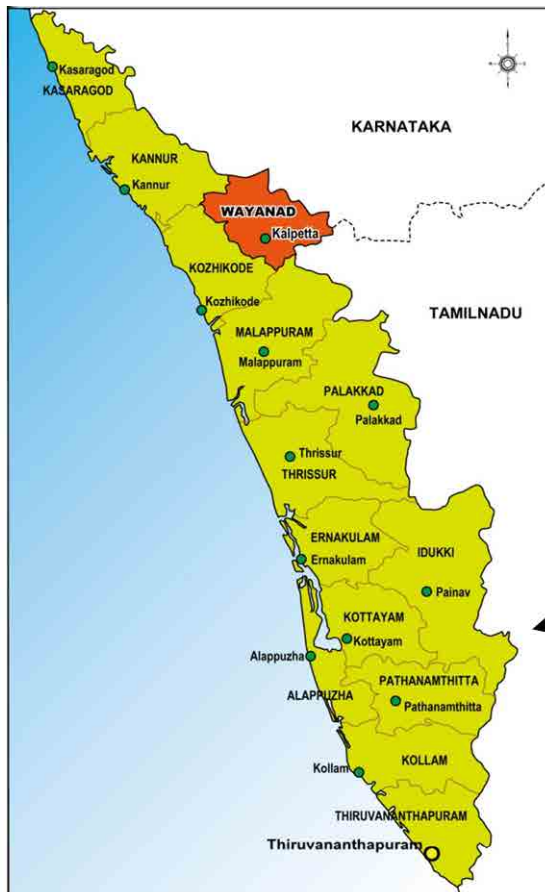 Kasaragod
KASARAGOD
KARNATAKA
KANNUR
Kannur
WAYANAD
Kalpetta
KOZHIKODE
Kozhikode
TAMILNADU
MALAPPURAM
Malappuram
PALAKKAD
Palakkad
Thrissur
THRISSUR
ERNAKULAM
Ernakulam
IDUKKI
Painav
KOTTAYAM
Kottayam
Alappuzha
PATHANAMTHITTA
ALAPPUZHA
Pathanamthitta
KOLLAM
Kollam
THIRUVANANTHAPURAM
Thiruvananthapuram